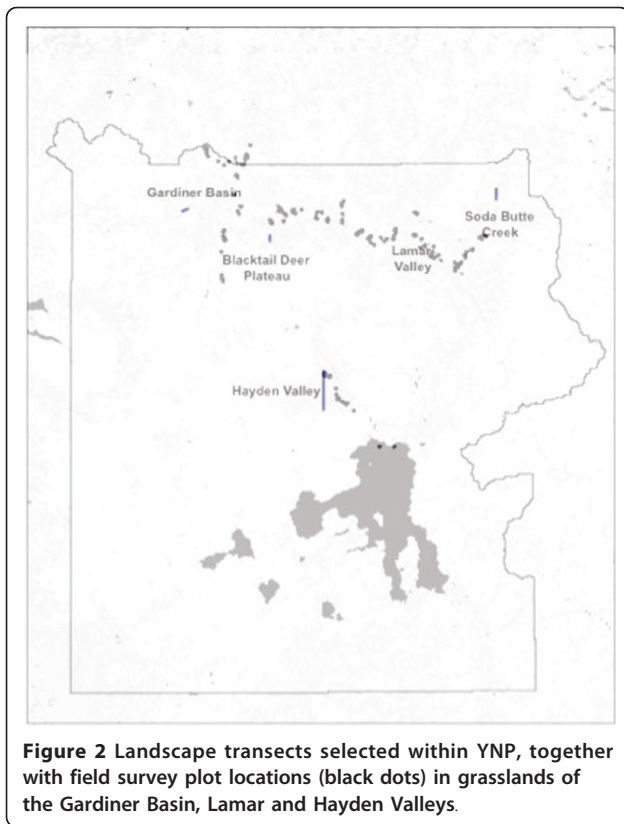 Gardiner Basin
Soda Butte
Creek
Blacktail Deer
Plateau
Lamar
Valley
Hayden Valley
Figure 2 Landscape transects selected within YNP, together
with field survey plot locations (black dots) in grasslands of
the Gardiner Basin, Lamar and Hayden Valleys.